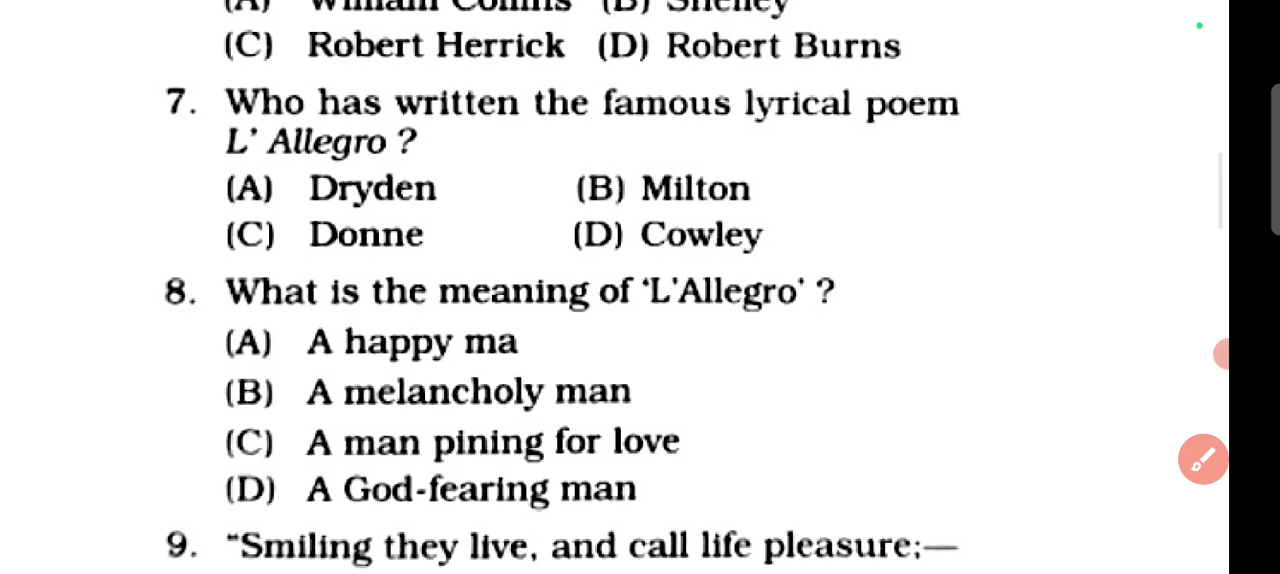 (C) Robert Herrick (D) Robert Burns
7. Who has written the famous lyrical poem
L' Allegro ?
(A) Dryden (B) Milton
(C) Donne (D) Cowley
8. What is the meaning of 'L'Allegro' ?
(A) A happy ma
(B) A melancholy man
(C) A man pining for love
(D) A God-fearing man
9. "Smiling they live, and call life pleasure;—